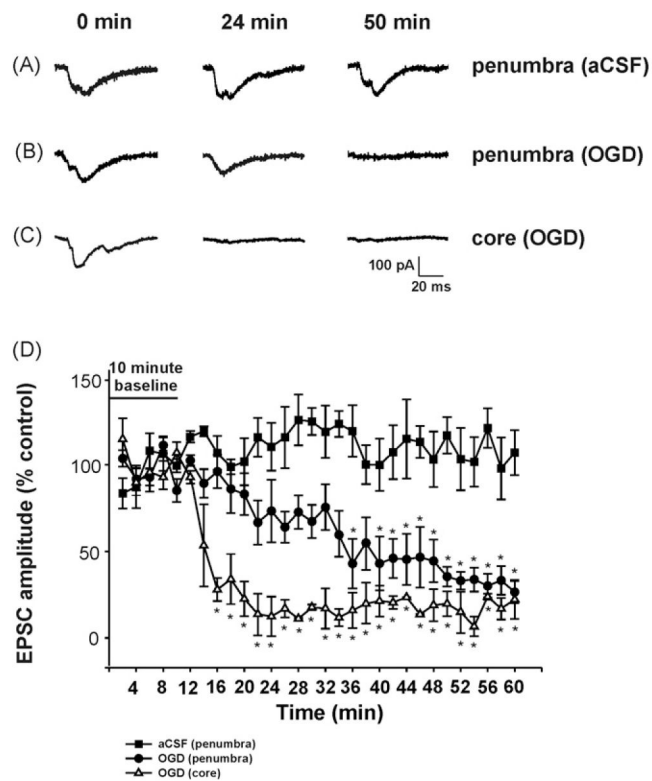 0 min 24 min 50 min
(A) penumbra (aCSF)
(B) penumbra (OGD)
(C) core (OGD)
100 pA
20 ms
(D)
10 minute
baseline
150
100
50
0
EPSC amplitude (% control)
4 8 12 16 20 24 28 32 36 40 44 48 52 56 60
Time (min)
aCSF (penumbra)
OGD (penumbra)
OGD (core)